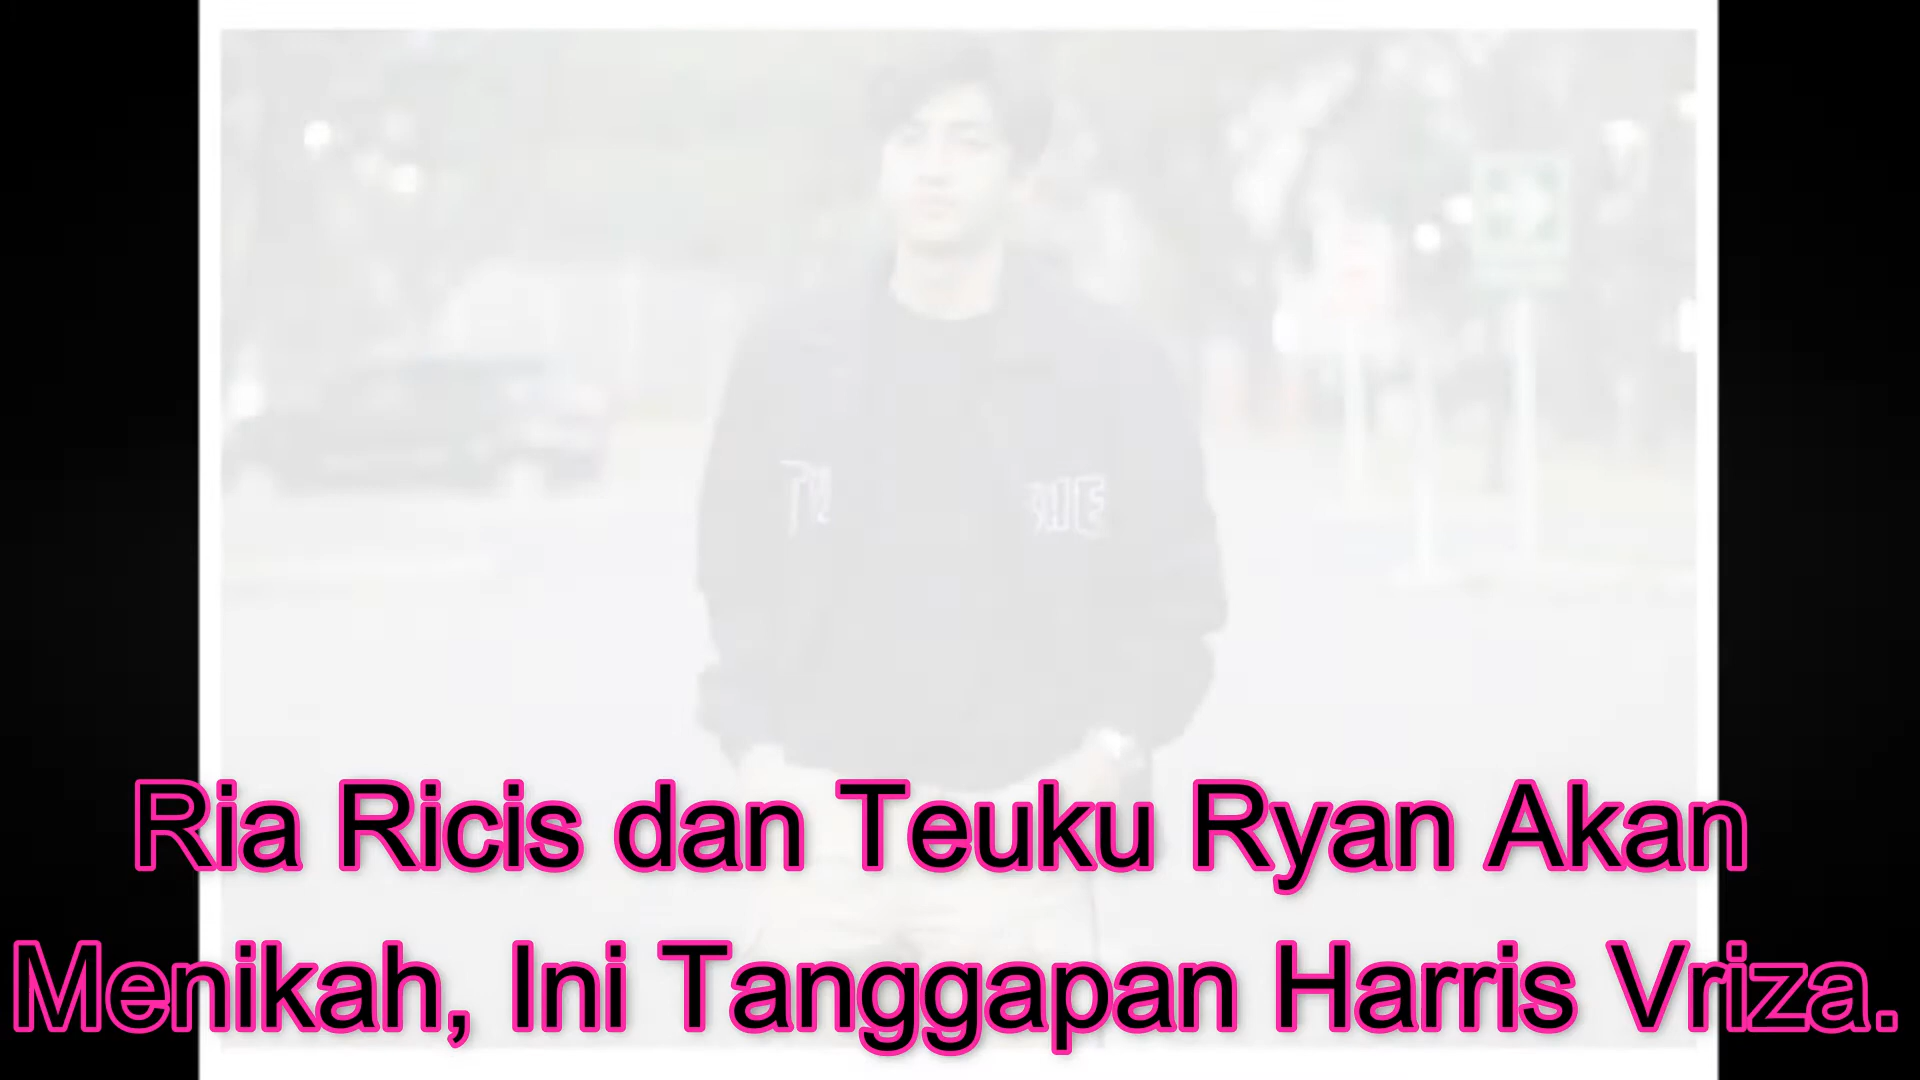 Ria Ricis dan Teuku Ryan Akan
Menikah, Ini Tanggapan Harris Vriza.